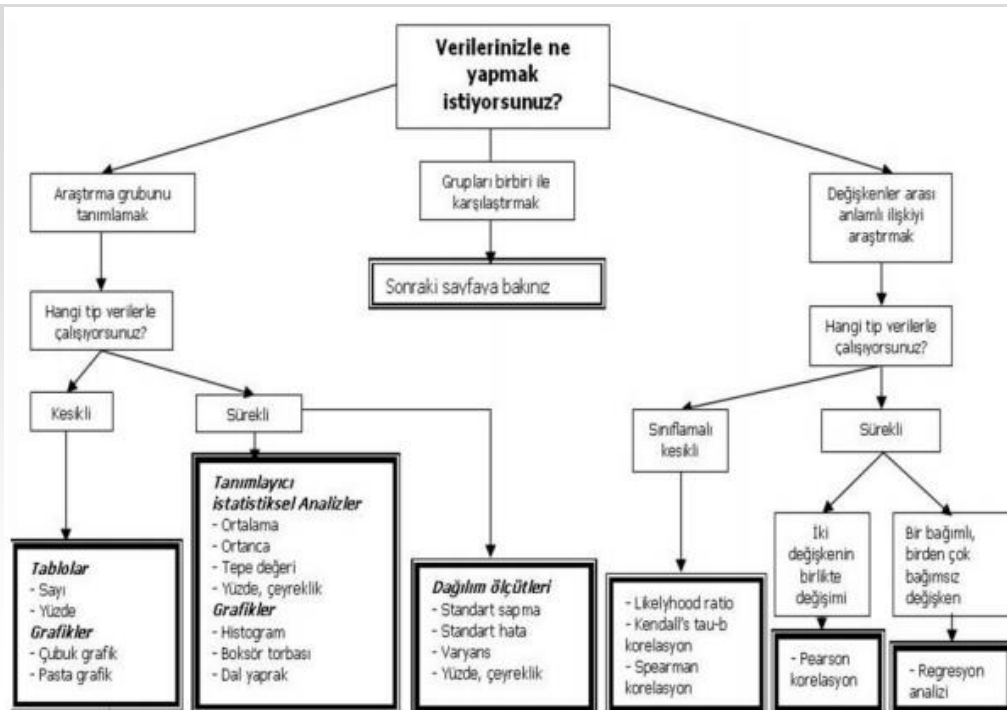 Verilerinizle ne
yapmak
istiyorsunuz?
Araştırma grubunu
tanımlamak
Grupları birbiri ile
karşılaştırmak
Değişkenler arası
anlamlı ilişkiyi
araştırmak
Sonraki sayfaya bakınız
Hangi tip verilerle
çalışıyorsunuz?
Hangi tip verilerle
çalışıyorsunuz?
Kesikli
Sürekli
Sınıflamalı
kesikli
Sürekli
Tablolar
- Sayı
- Yüzde
Grafikler
- Çubuk grafik
- Pasta grafik
Tanımlayıcı
istatistiksel Analizler
- Ortalama
- Ortanca
- Tepe değeri
- Yüzde, çeyreklik
Grafikler
- Histogram
- Boksör torbası
- Dal yaprak
Dağılım ölçütleri
- Standart sapma
- Standart hata
- Varyans
- Yüzde, çeyreklik
- Likelyhood ratio
- Kendall's tau-b
korelasyon
- Spearman
korelasyon
İki
değişkenin
birlikte
değişimi
Bir bağımlı,
birden çok
bağımsız
değişken
- Pearson
korelasyon
- Regresyon
analizi